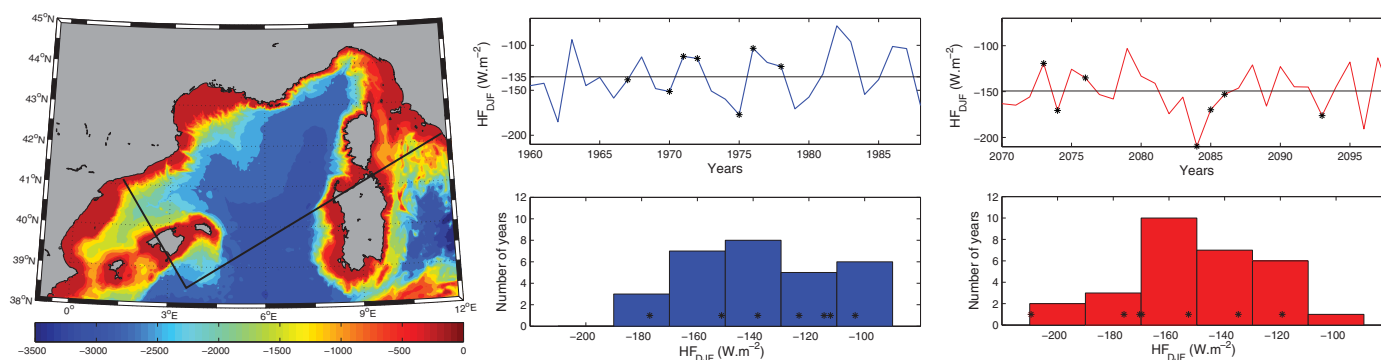 45°N
44°N
43°N
42°N
41°N
40°N
39°N
38°N
0°
3°E
6°E
9°E
12°E
−3500 −3000 −2500 −2000 −1500 −1000 −500 0
HF_DJF (W.m−2)
−100
−135
−150
−200
1960 1965 1970 1975 1980 1985
Years
HF_DJF (W.m−2)
−100
−150
−200
2070 2075 2080 2085 2090 2095
Years
Number of years
12
10
8
6
4
2
0
−200 −180 −160 −140 −120 −100
HF_DJF (W.m−2)
Number of years
12
10
8
6
4
2
0
−200 −180 −160 −140 −120 −100
HF_DJF (W.m−2)